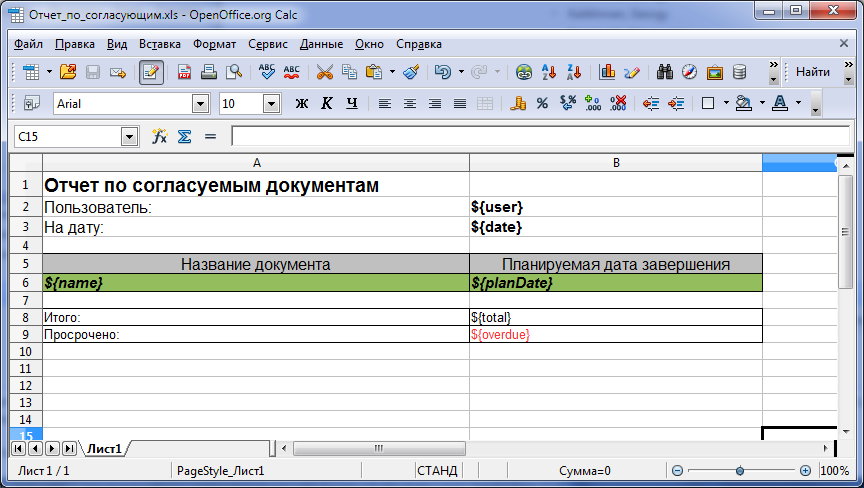 Отчет_по_согласующим.xls - OpenOffice.org Calc
Файл Правка Вид Вставка Формат Сервис Данные Окно Справка
ABC ABC Найти
Arial 10 Ж К Ч
C15
A B
1 Отчет по согласуемым документам
2 Пользователь: ${user}
3 На дату: ${date}
4
5 Название документа Планируемая дата завершения
6 ${name} ${planDate}
7
8 Итого: ${total}
9 Просрочено: ${overdue}
10
11
12
13
14
15
Лист1
Лист 1 / 1 PageStyle_Лист1 СТАНД Сумма=0 100%